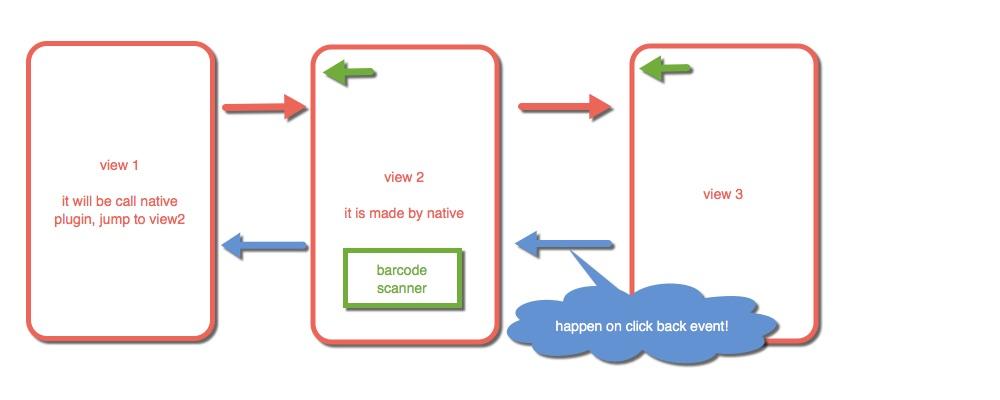 view 1
it will be call native
plugin, jump to view2
view 2
it is made by native
barcode
scanner
view 3
happen on click back event!